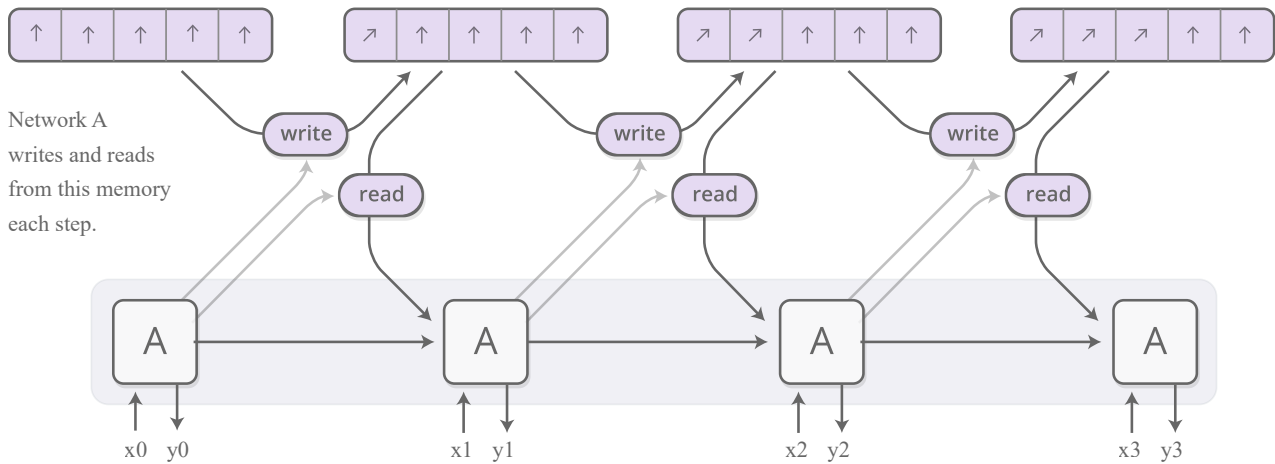 write
write
write
Network A
writes and reads
from this memory
each step.
read
read
read
A
A
A
A
x0 y0
x1 y1
x2 y2
x3 y3